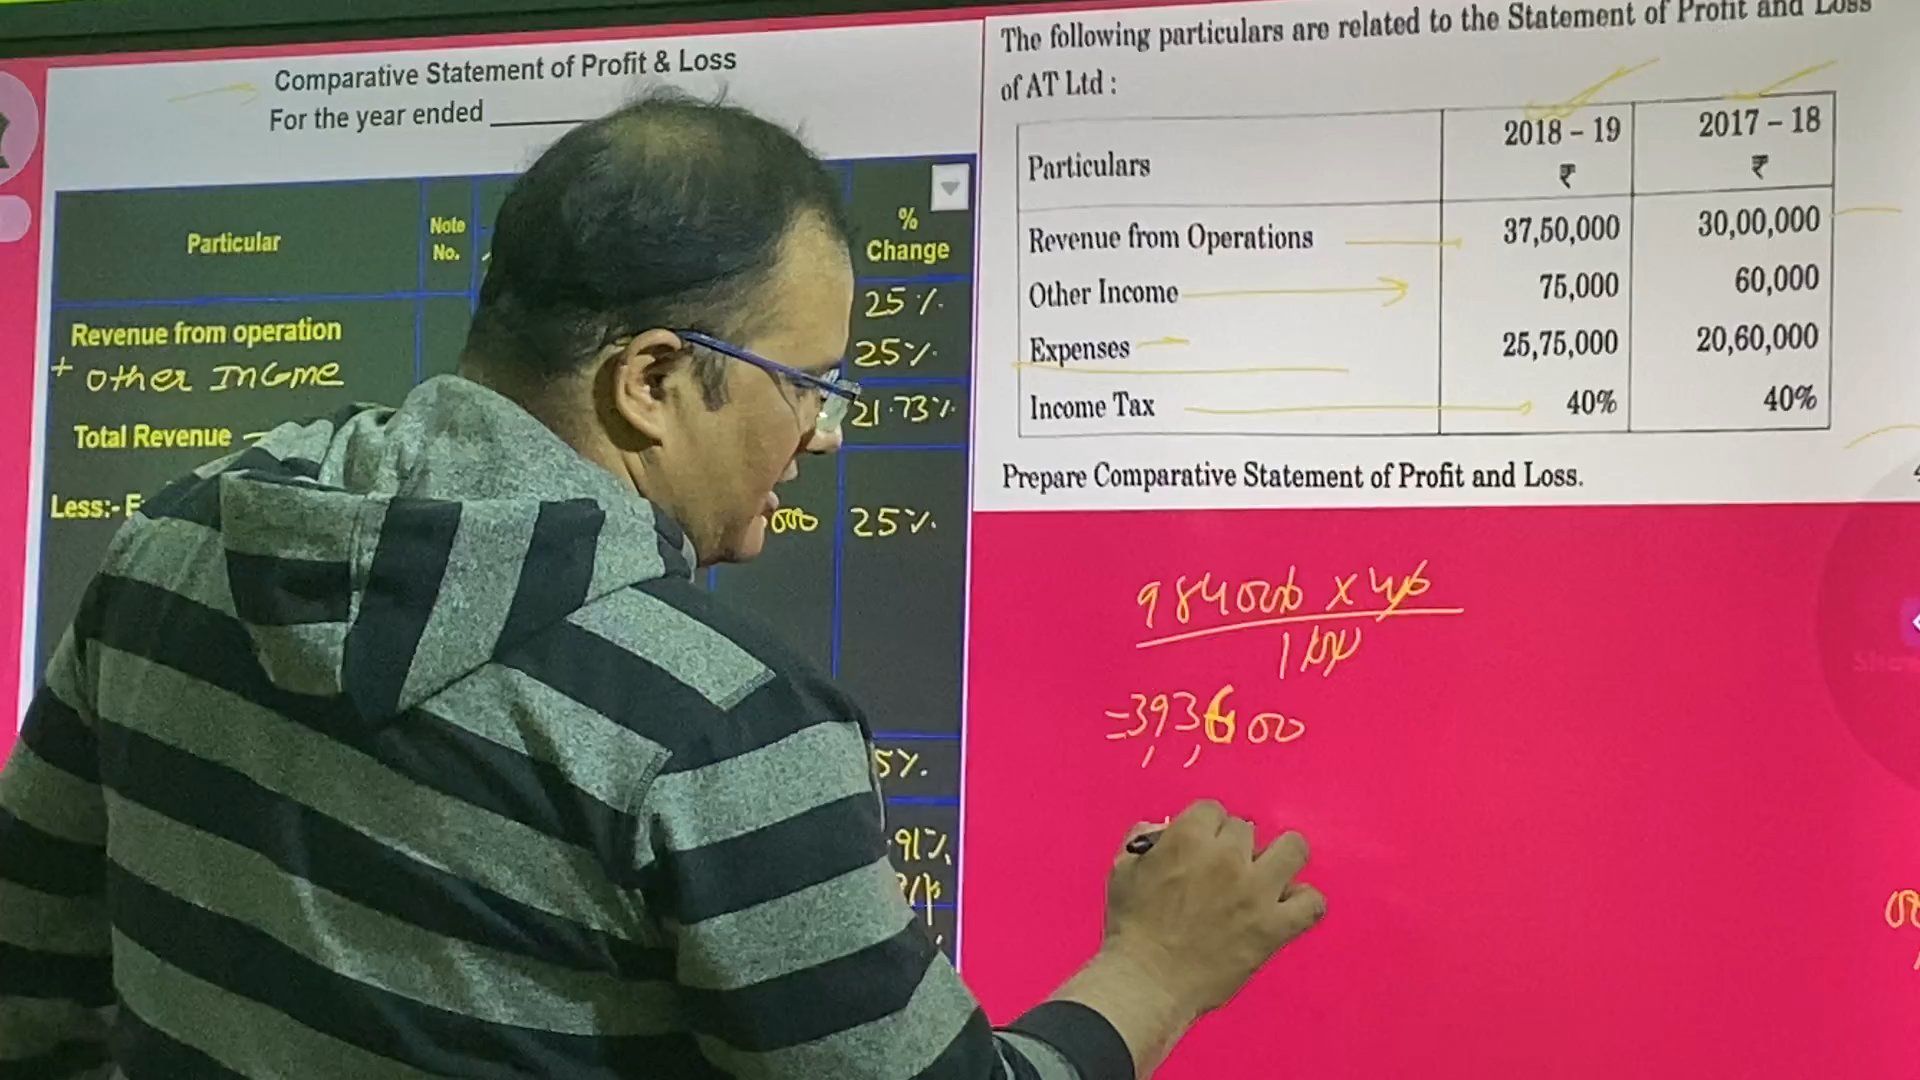 Comparative Statement of Profit & Loss
For the year ended
Particular
Note No.
% Change
25%
Revenue from operation
25%
+ other Income
21.73%
Total Revenue
Less:-
000 25%
5%.
91%
The following particulars are related to the Statement of Profit and Loss
of AT Ltd :
Particulars 2018 – 19 ₹ 2017 – 18 ₹
Revenue from Operations 37,50,000 30,00,000
Other Income 75,000 60,000
Expenses 25,75,000 20,60,000
Income Tax 40% 40%
Prepare Comparative Statement of Profit and Loss.
984000 x 40
100
=393600